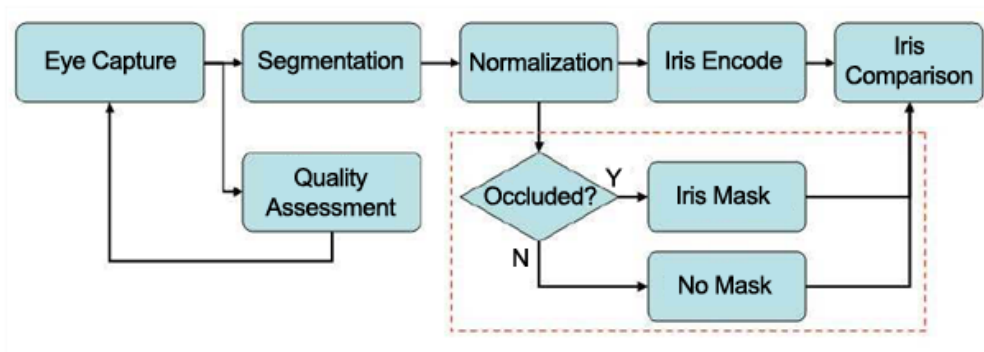 Eye Capture
Segmentation
Normalization
Iris Encode
Iris
Comparison
Quality
Assessment
Occluded?
Y
Iris Mask
N
No Mask